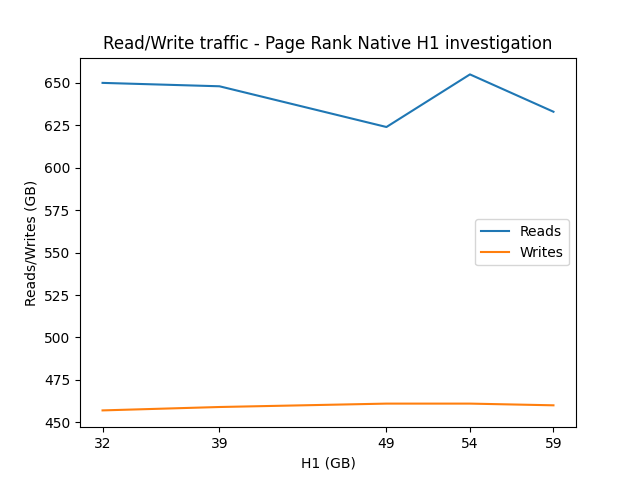 Read/Write traffic - Page Rank Native H1 investigation
Reads/Writes (GB)
650
625
600
575
550
525
500
475
450
Reads
Writes
32 39 49 54 59
H1 (GB)